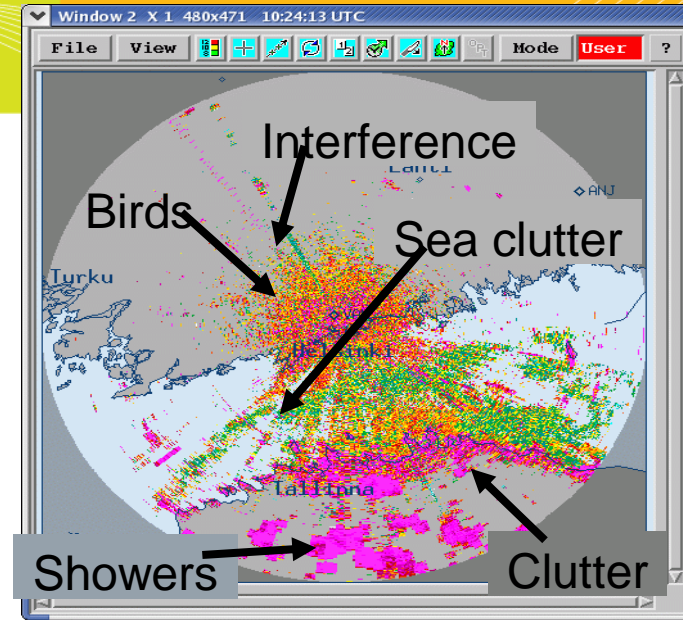 Window 2 X 1 480x471 10:24:13 UTC
File View Mode User ?
Interference
Lahti
ANJ
Birds
Sea clutter
Turku
Helsinki
Tallinna
Showers
Clutter